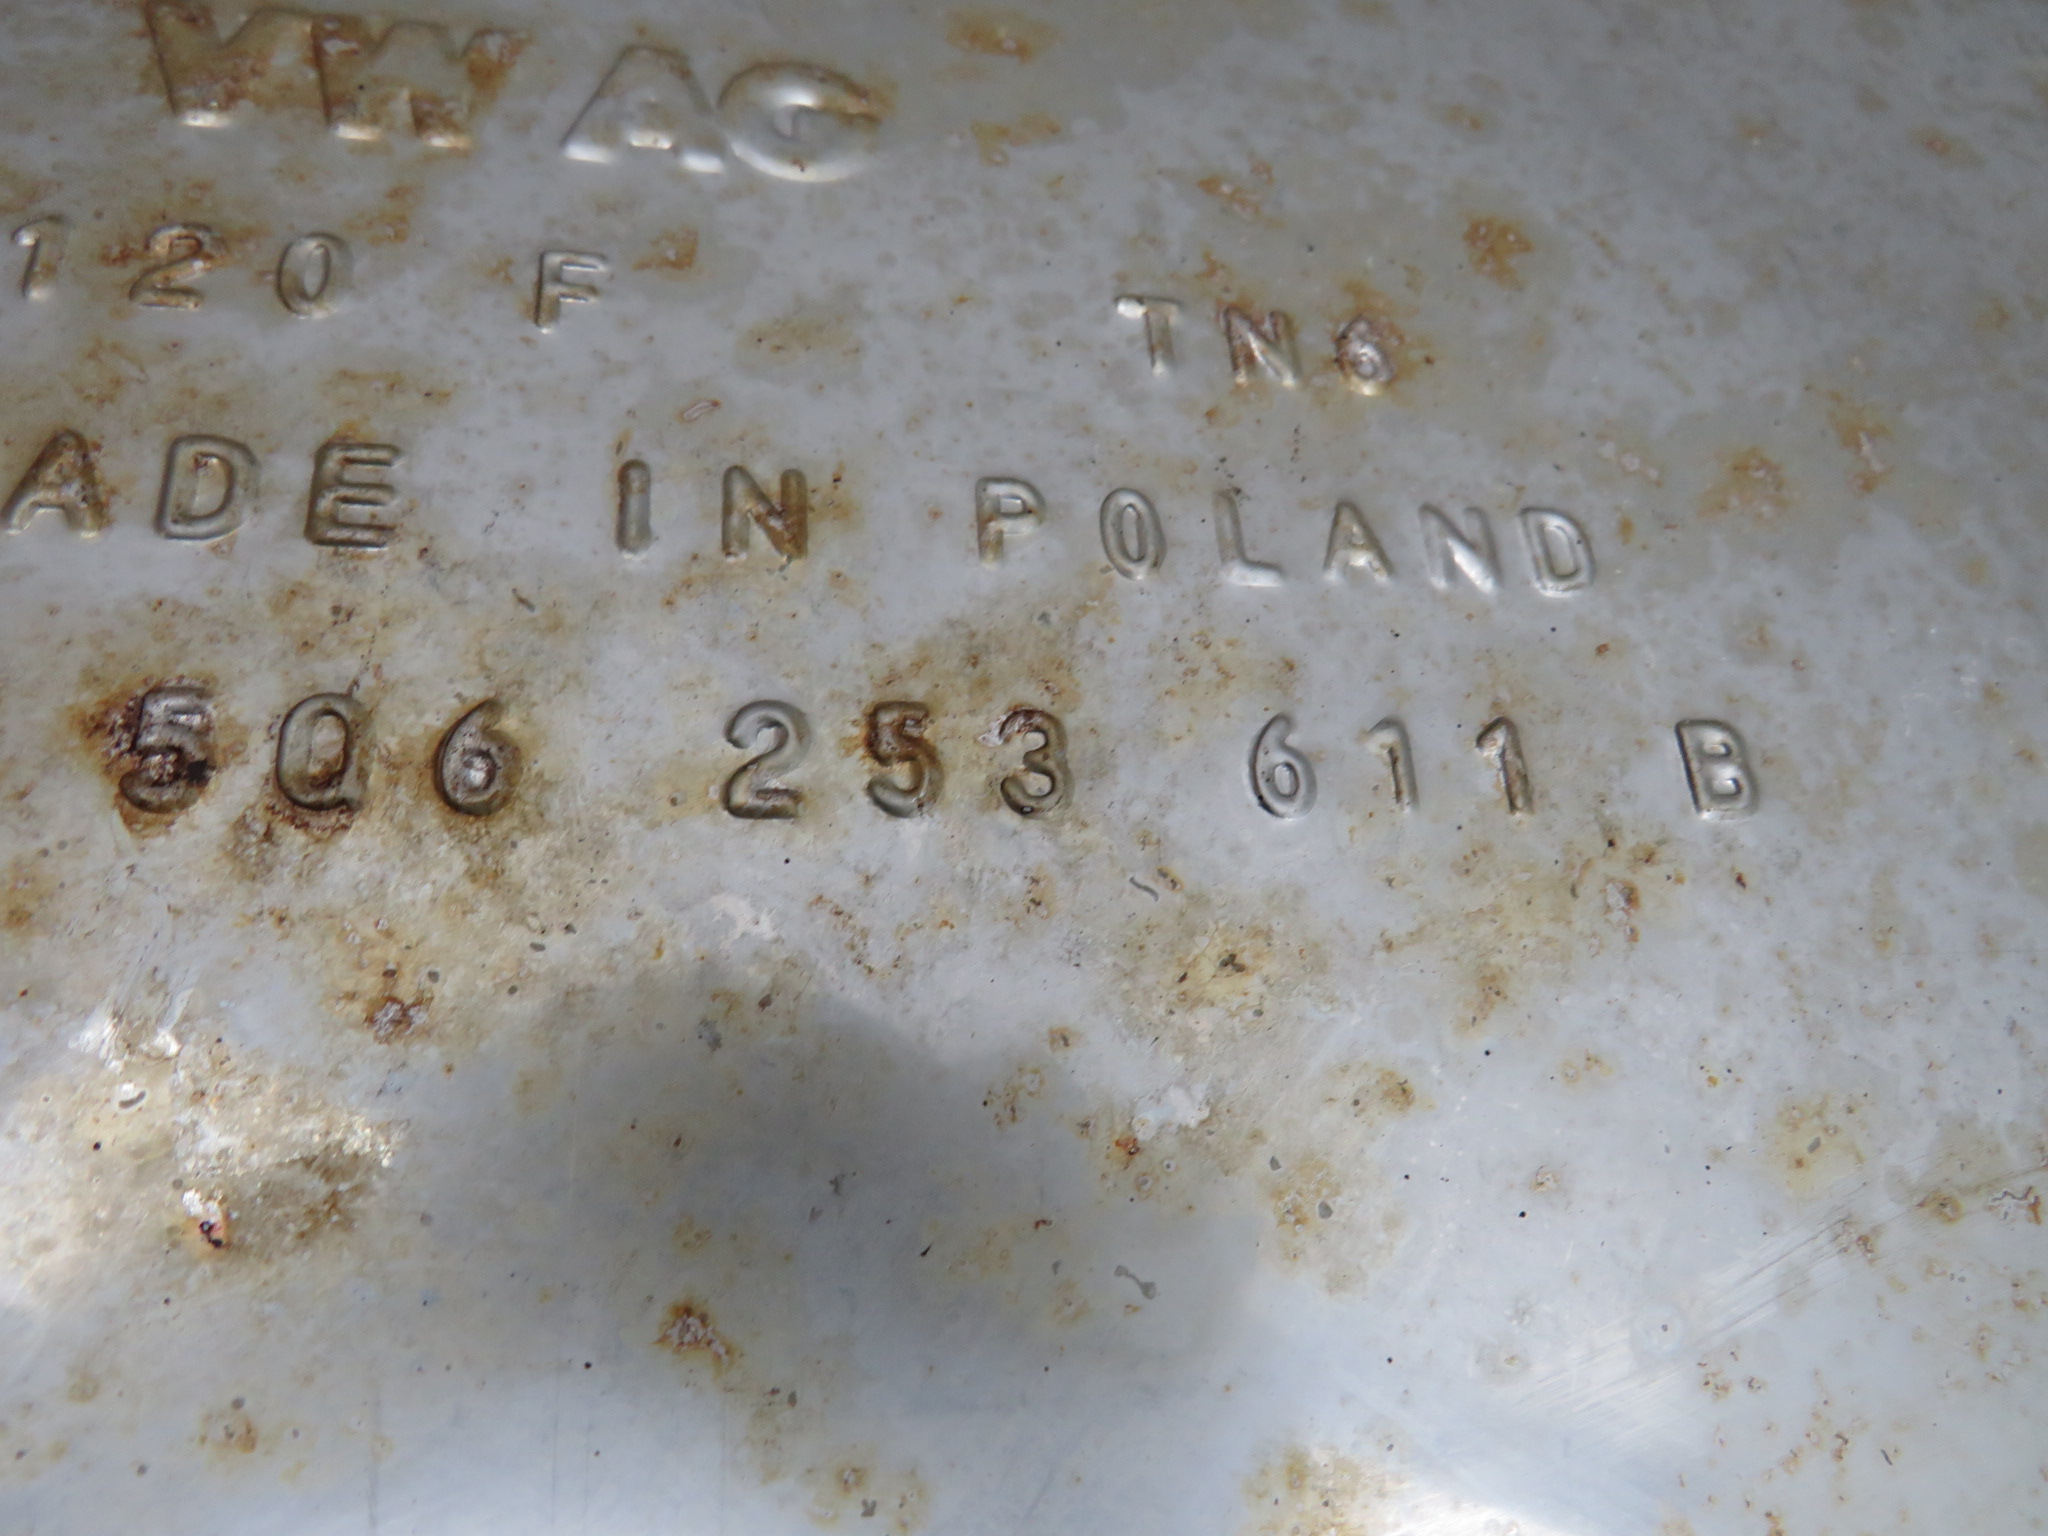 VW AG
120 F TN6
ADE IN POLAND
5Q6 253 611 B